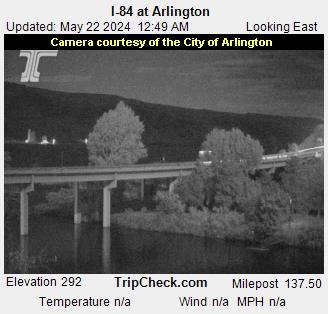 I-84 at Arlington
Updated: May 22 2024 12:49 AM Looking East
Camera courtesy of the City of Arlington
Elevation 292 TripCheck.com Milepost 137.50
Temperature n/a Wind n/a MPH n/a